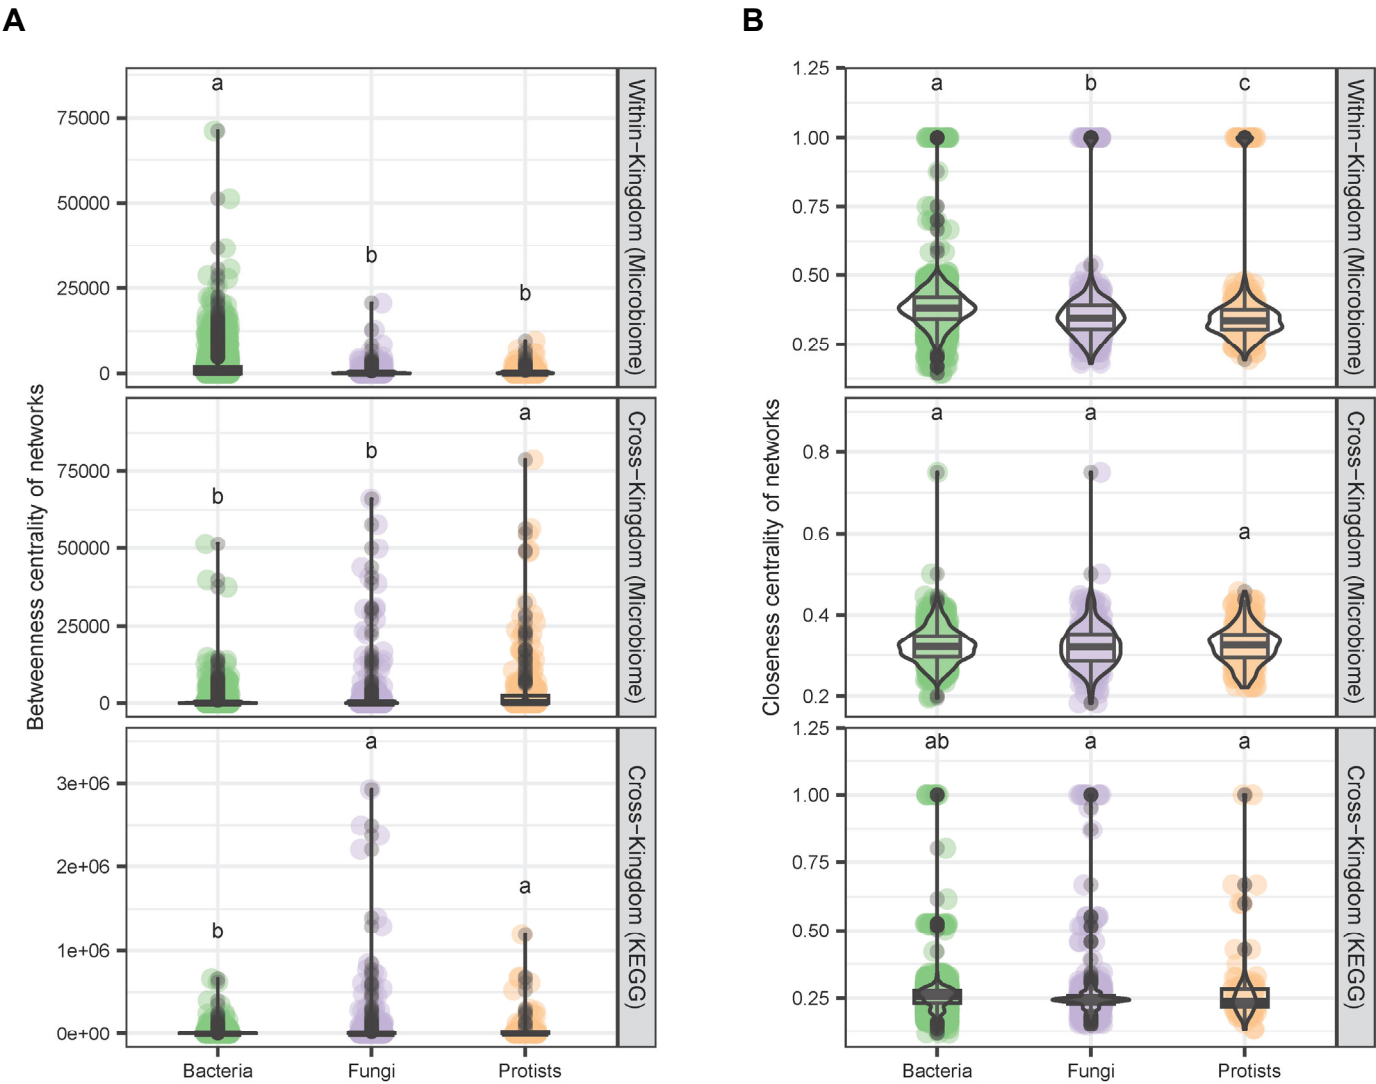 A
B
Betweenness centrality of networks
75000
50000
25000
0
a
b
b
Within−Kingdom (Microbiome)
75000
50000
25000
0
b
b
a
Cross−Kingdom (Microbiome)
3e+06
2e+06
1e+06
0e+00
b
a
a
Cross−Kingdom (KEGG)
Bacteria
Fungi
Protists
Closeness centrality of networks
1.25
1.00
0.75
0.50
0.25
a
b
c
Within−Kingdom (Microbiome)
0.8
0.6
0.4
0.2
a
a
a
Cross−Kingdom (Microbiome)
1.25
1.00
0.75
0.50
0.25
ab
a
a
Cross−Kingdom (KEGG)
Bacteria
Fungi
Protists